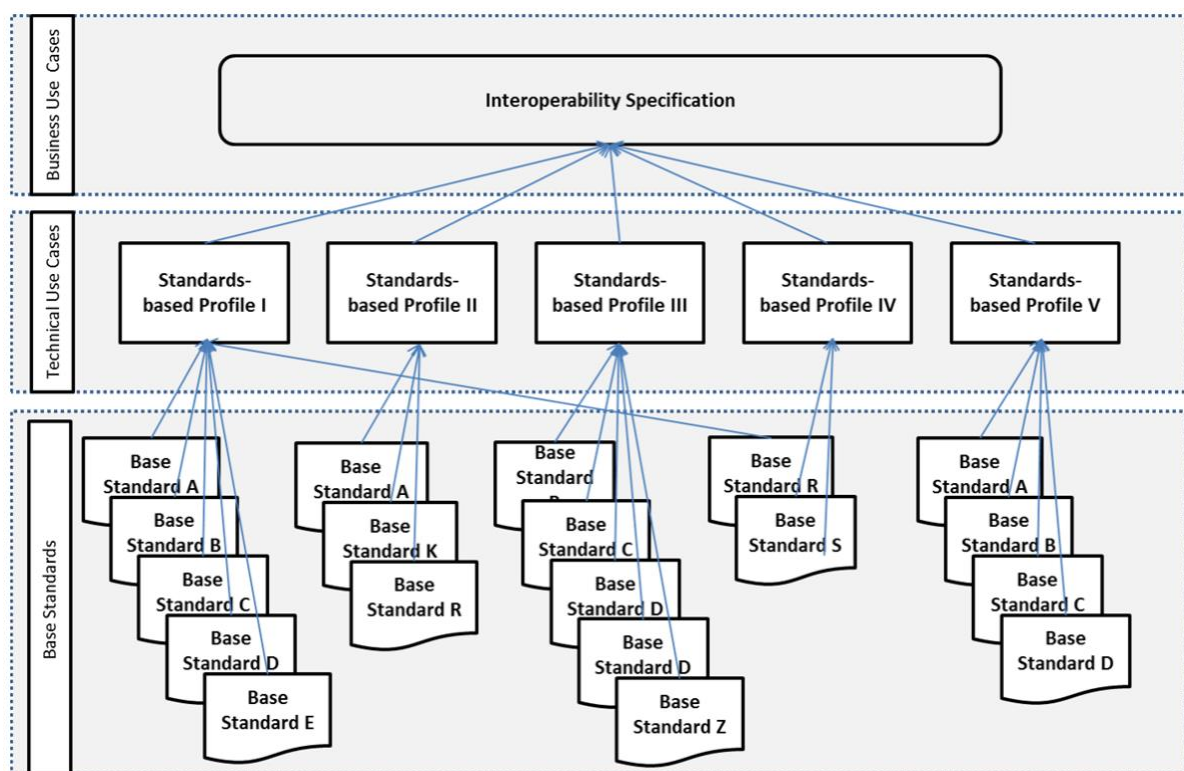 Business Use Cases
Interoperability Specification
Technical Use Cases
Standards-
based Profile I
Standards-
based Profile II
Standards-
based Profile III
Standards-
based Profile IV
Standards-
based Profile V
Base Standards
Base
Standard A
Base
Standard B
Base
Standard C
Base
Standard D
Base
Standard E
Base
Standard A
Base
Standard K
Base
Standard R
Base
Standard
Base
Standard C
Base
Standard D
Base
Standard D
Base
Standard Z
Base
Standard R
Base
Standard S
Base
Standard A
Base
Standard B
Base
Standard C
Base
Standard D